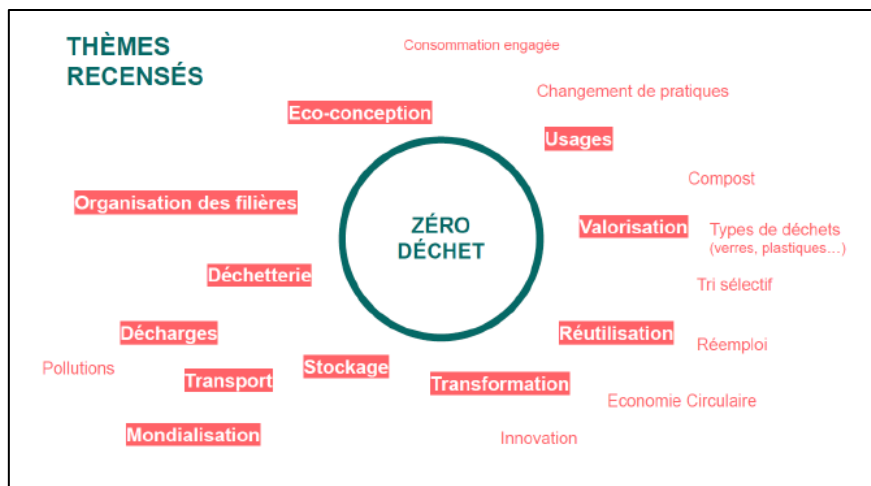 THÈMES
RECENSÉS
Consommation engagée
Changement de pratiques
Eco-conception
Usages
Compost
Organisation des filières
ZÉRO
DÉCHET
Valorisation
Types de déchets
(verres, plastiques...)
Déchetterie
Tri sélectif
Décharges
Réutilisation
Réemploi
Pollutions
Stockage
Transport
Transformation
Economie Circulaire
Mondialisation
Innovation